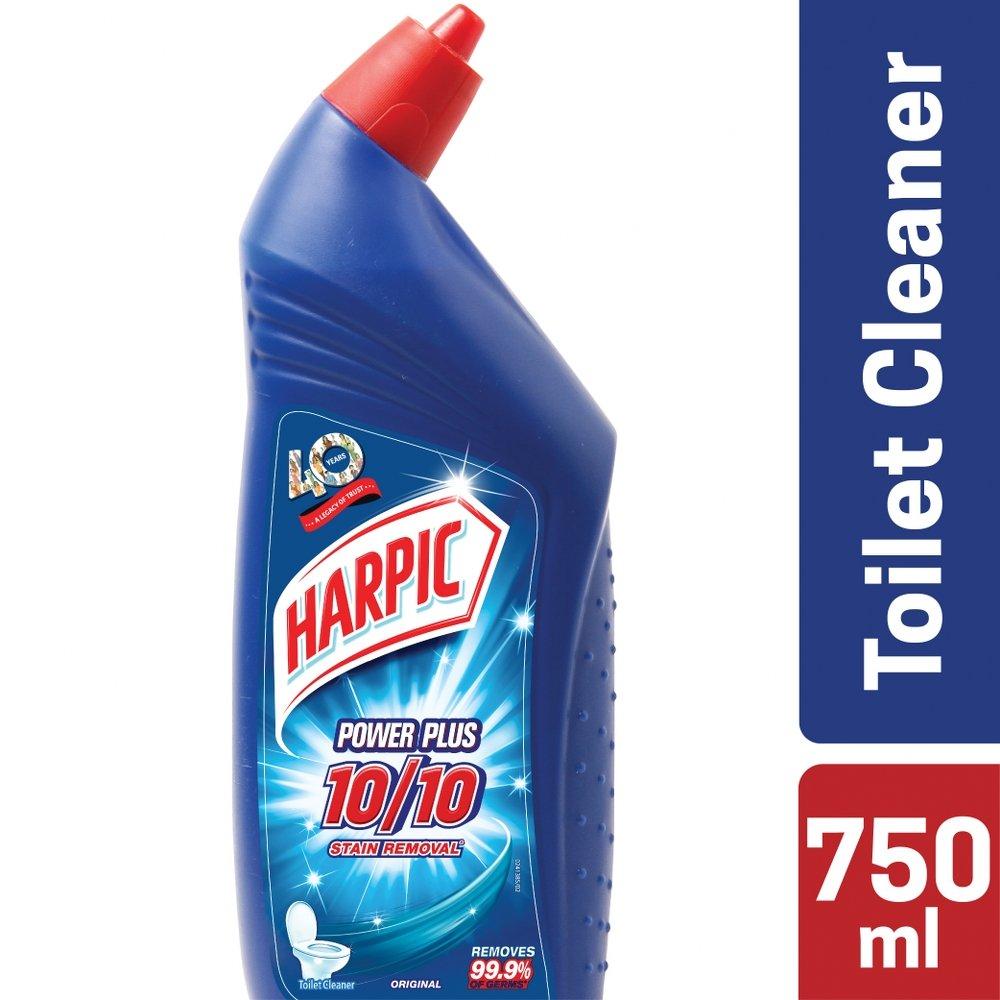 40
YEARS
... A LEGACY OF TRUST ...
HARPIC
POWER PLUS
10/10
STAIN REMOVAL
Toilet Cleaner
ORIGINAL
REMOVES
99.9%
OF GERMS*
Toilet Cleaner
750
ml